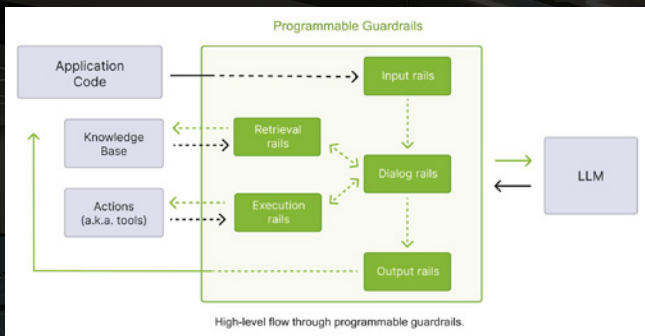 Programmable Guardrails
Application
Code
Input rails
Knowledge
Base
Retrieval
rails
Dialog rails
LLM
Actions
(a.k.a. tools)
Execution
rails
Output rails
High-level flow through programmable guardrails.